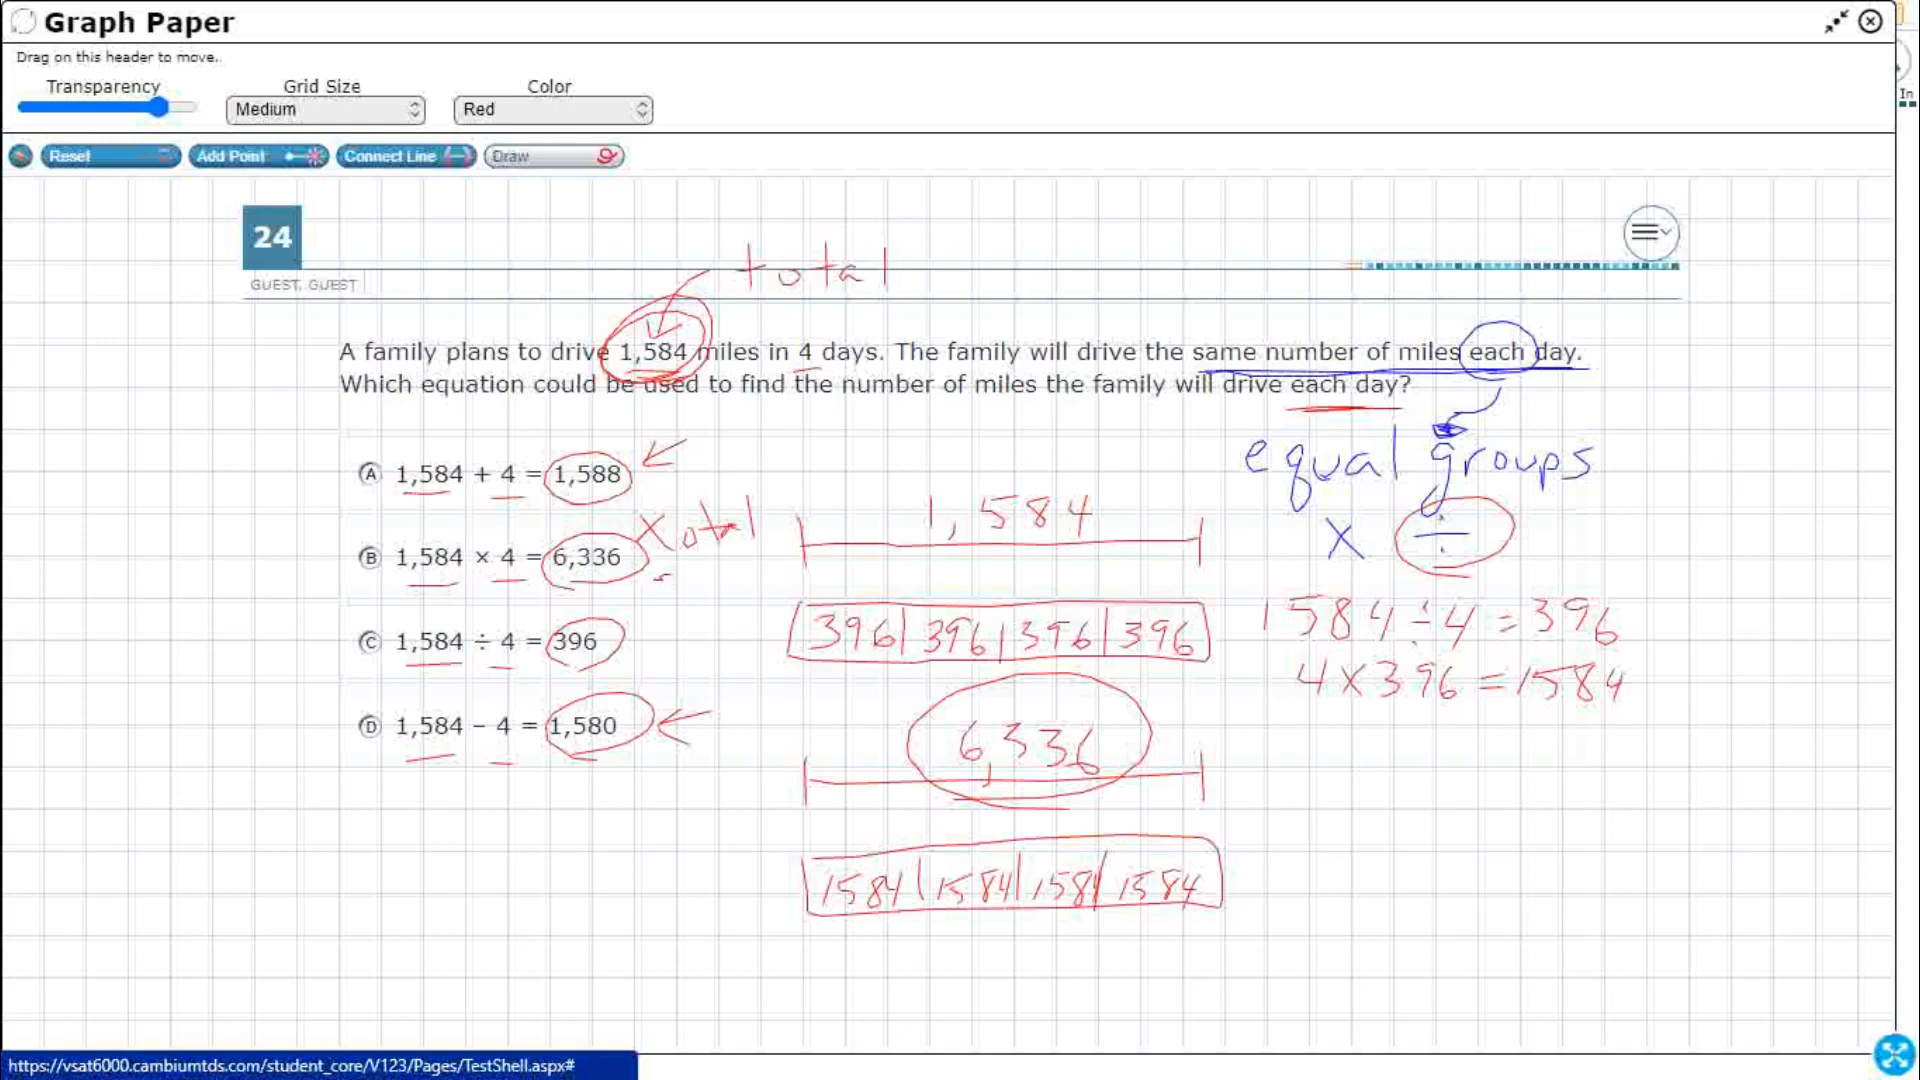 Graph Paper
Drag on this header to move..
Transparency
Grid Size
Color
Medium
Red
Reset
Add Point
Connect Line
Draw
In
24
GUEST, GUEST
total
A family plans to drive 1,584 miles in 4 days. The family will drive the same number of miles each day.
Which equation could be used to find the number of miles the family will drive each day?
equal groups
× ÷
A 1,584 + 4 = 1,588
B 1,584 × 4 = 6,336
total
C 1,584 ÷ 4 = 396
D 1,584 – 4 = 1,580
1,584
396 396 396 396
6,336
1584 1584 1584 1584
1584 ÷ 4 = 396
4 × 396 = 1584
https://vsat6000.cambiumtds.com/student_core/V123/Pages/TestShell.aspx#